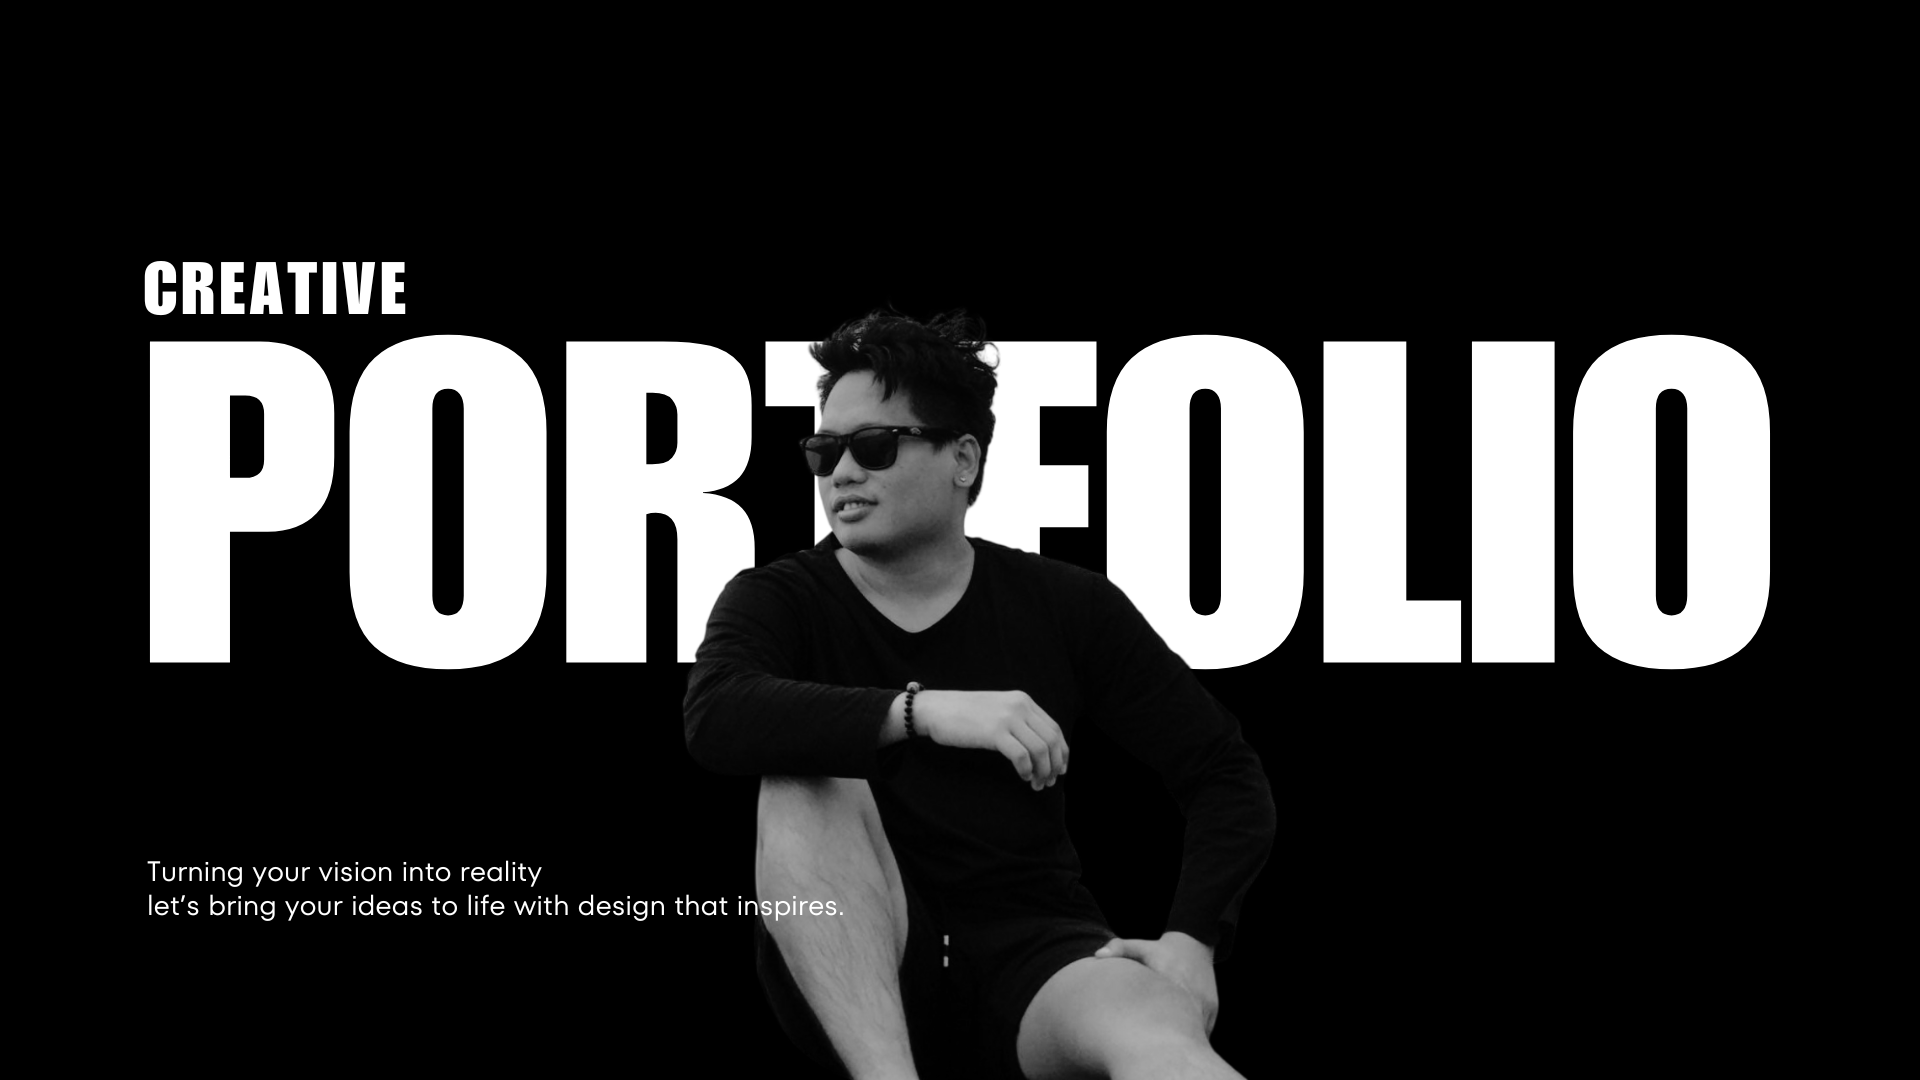 CREATIVE
PORTFOLIO
Turning your vision into reality
let’s bring your ideas to life with design that inspires.